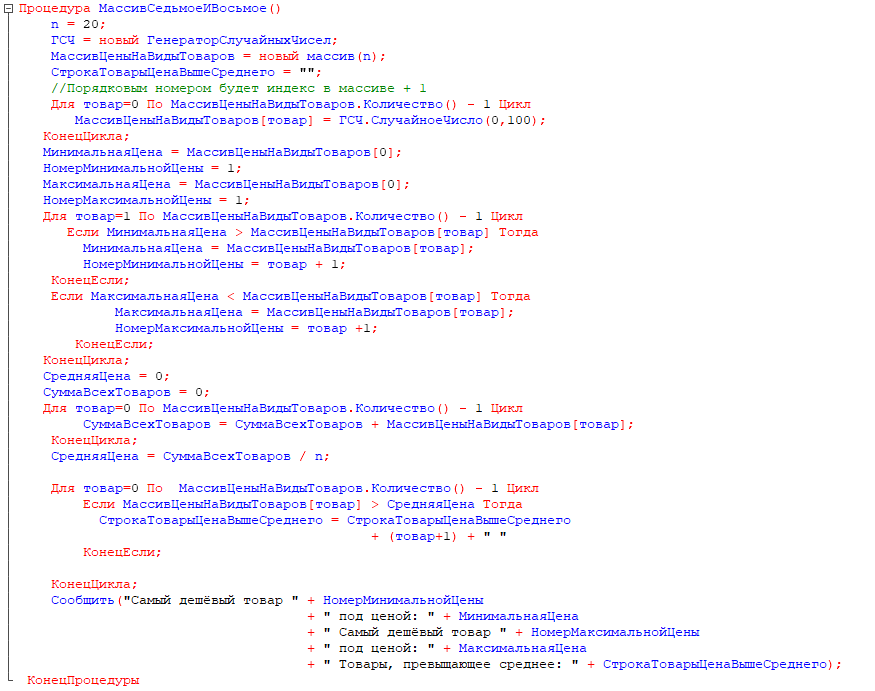 Процедура МассивСедьмоеИВосьмое()
n = 20;
ГСЧ = новый ГенераторСлучайныхЧисел;
МассивЦеныНаВидыТоваров = новый массив(n);
СтрокаТоварыЦенаВышеСреднего = "";
//Порядковым номером будет индекс в массиве + 1
Для товар=0 По МассивЦеныНаВидыТоваров.Количество() - 1 Цикл
МассивЦеныНаВидыТоваров[товар] = ГСЧ.СлучайноеЧисло(0,100);
КонецЦикла;
МинимальнаяЦена = МассивЦеныНаВидыТоваров[0];
НомерМинимальнойЦены = 1;
МаксимальнаяЦена = МассивЦеныНаВидыТоваров[0];
НомерМаксимальнойЦены = 1;
Для товар=1 По МассивЦеныНаВидыТоваров.Количество() - 1 Цикл
Если МинимальнаяЦена > МассивЦеныНаВидыТоваров[товар] Тогда
МинимальнаяЦена = МассивЦеныНаВидыТоваров[товар];
НомерМинимальнойЦены = товар + 1;
КонецЕсли;
Если МаксимальнаяЦена < МассивЦеныНаВидыТоваров[товар] Тогда
МаксимальнаяЦена = МассивЦеныНаВидыТоваров[товар];
НомерМаксимальнойЦены = товар +1;
КонецЕсли;
КонецЦикла;
СредняяЦена = 0;
СуммаВсехТоваров = 0;
Для товар=0 По МассивЦеныНаВидыТоваров.Количество() - 1 Цикл
СуммаВсехТоваров = СуммаВсехТоваров + МассивЦеныНаВидыТоваров[товар];
КонецЦикла;
СредняяЦена = СуммаВсехТоваров / n;
Для товар=0 По  МассивЦеныНаВидыТоваров.Количество() - 1 Цикл
Если МассивЦеныНаВидыТоваров[товар] > СредняяЦена Тогда
СтрокаТоварыЦенаВышеСреднего = СтрокаТоварыЦенаВышеСреднего
+ (товар+1) + " "
КонецЕсли;
КонецЦикла;
Сообщить("Самый дешёвый товар " + НомерМинимальнойЦены
+ " под ценой: " + МинимальнаяЦена
+ " Самый дешёвый товар " + НомерМаксимальнойЦены
+ " под ценой: " + МаксимальнаяЦена
+ " Товары, превыщающее среднее: " + СтрокаТоварыЦенаВышеСреднего);
КонецПроцедуры